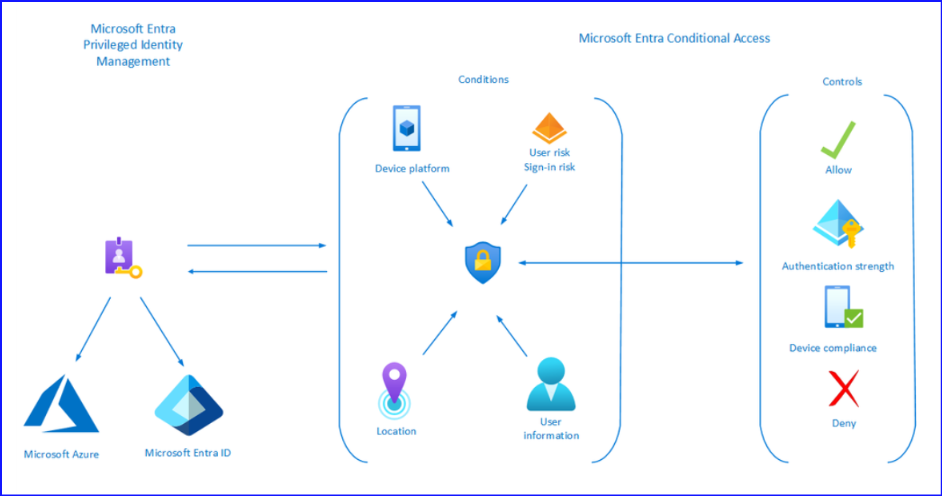 Microsoft Entra
Privileged Identity
Management
Microsoft Entra Conditional Access
Conditions
Controls
Device platform
User risk
Sign-in risk
Allow
Authentication strength
Device compliance
Location
User
information
Deny
Microsoft Azure
Microsoft Entra ID